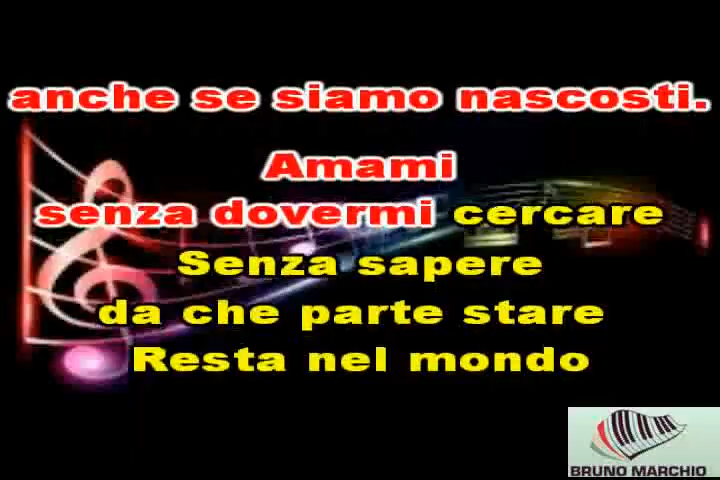 anche se siamo nascosti.
Amami
senza dovermi cercare
Senza sapere
da che parte stare
Resta nel mondo
BRUNO MARCHIO